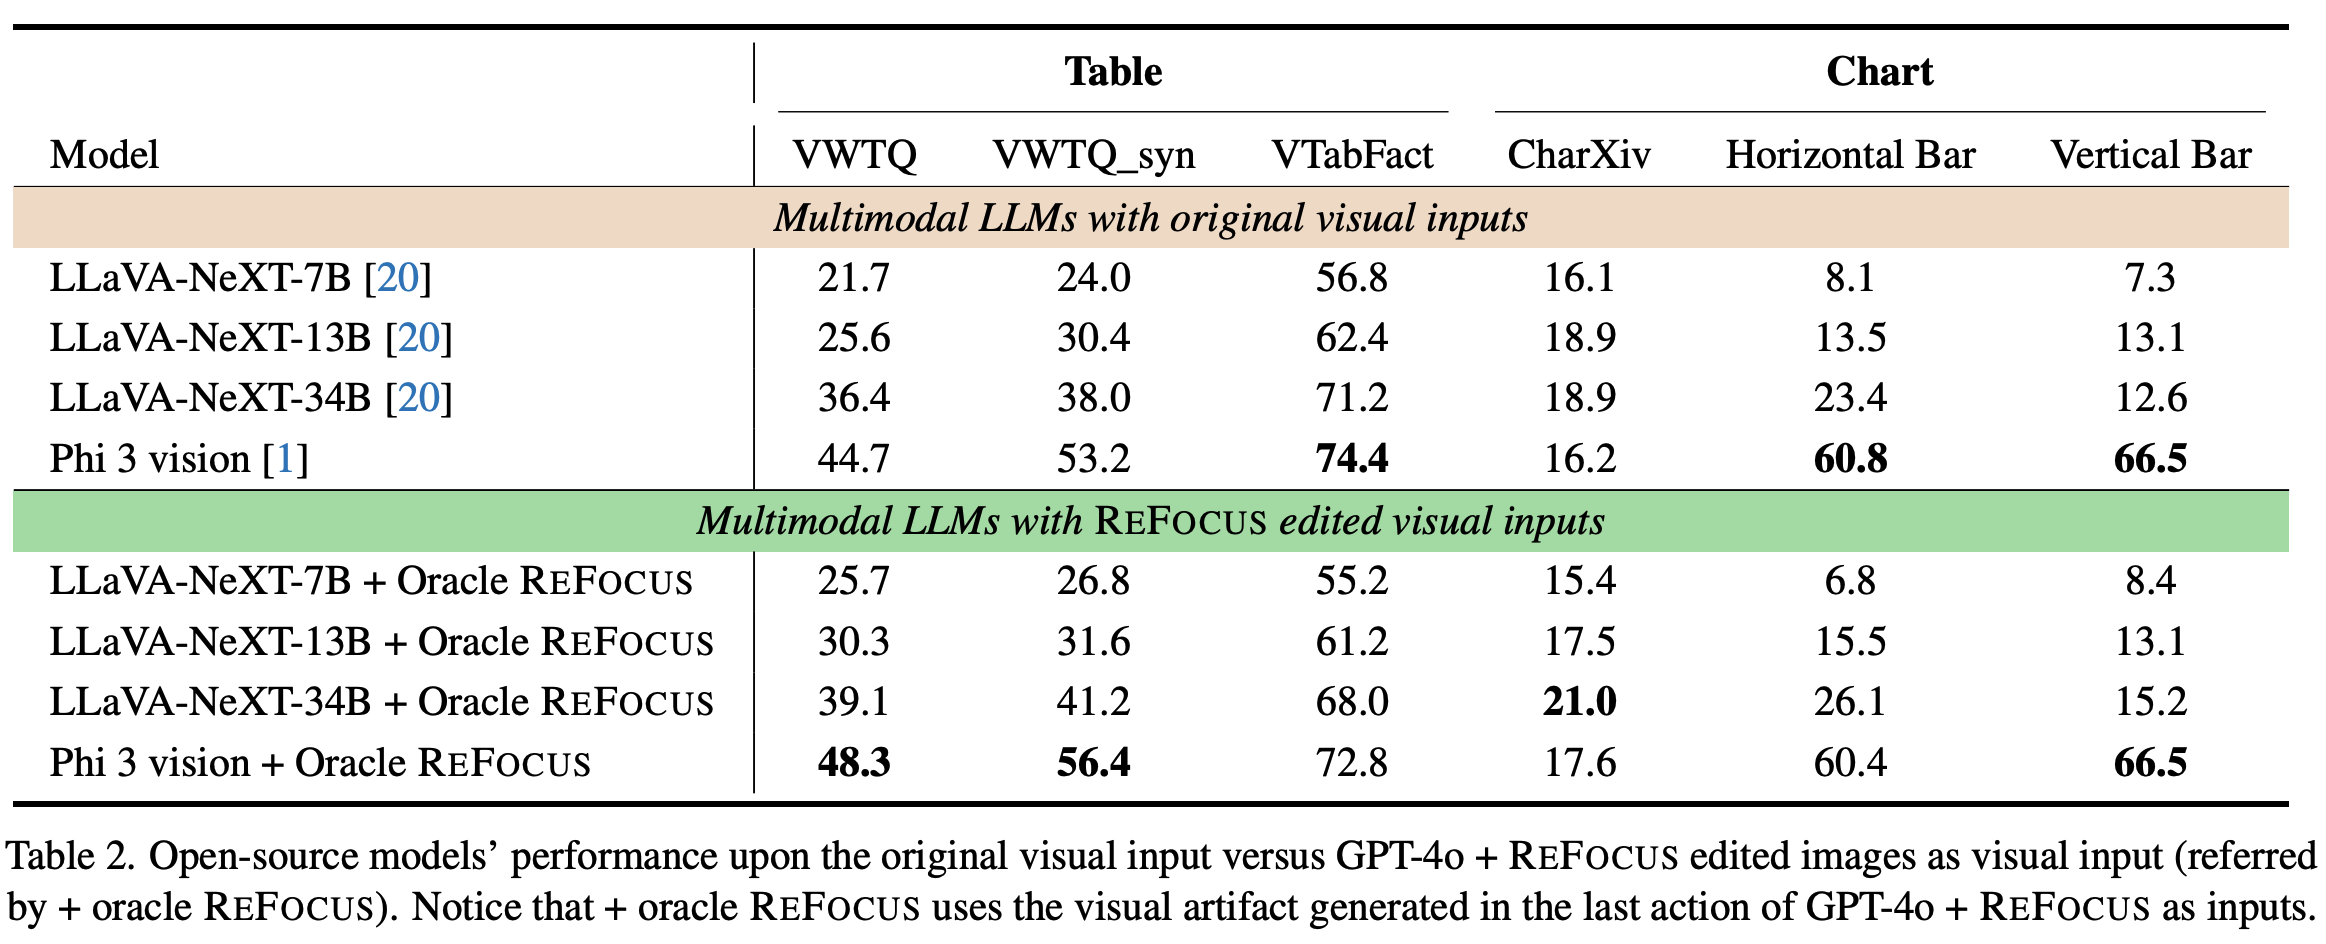 Table Chart
Model VWTQ VWTQ_syn VTabFact CharXiv Horizontal Bar Vertical Bar
Multimodal LLMs with original visual inputs
LLaVA-NeXT-7B [20] 21.7 24.0 56.8 16.1 8.1 7.3
LLaVA-NeXT-13B [20] 25.6 30.4 62.4 18.9 13.5 13.1
LLaVA-NeXT-34B [20] 36.4 38.0 71.2 18.9 23.4 12.6
Phi 3 vision [1] 44.7 53.2 74.4 16.2 60.8 66.5
Multimodal LLMs with REFOCUS edited visual inputs
LLaVA-NeXT-7B + Oracle REFOCUS 25.7 26.8 55.2 15.4 6.8 8.4
LLaVA-NeXT-13B + Oracle REFOCUS 30.3 31.6 61.2 17.5 15.5 13.1
LLaVA-NeXT-34B + Oracle REFOCUS 39.1 41.2 68.0 21.0 26.1 15.2
Phi 3 vision + Oracle REFOCUS 48.3 56.4 72.8 17.6 60.4 66.5
Table 2. Open-source models’ performance upon the original visual input versus GPT-4o + REFOCUS edited images as visual input (referred
by + oracle REFOCUS). Notice that + oracle REFOCUS uses the visual artifact generated in the last action of GPT-4o + REFOCUS as inputs.